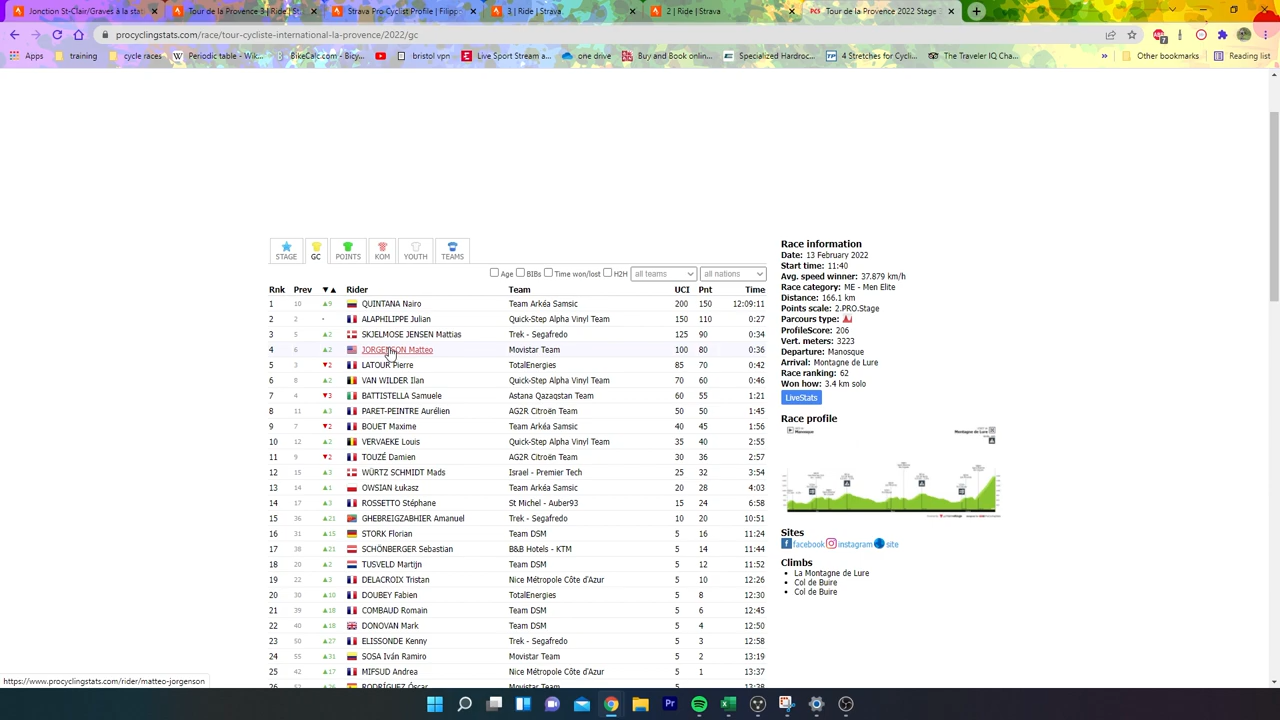 Jonction St-Clair/Graves à la stat
Tour de la Provence 3 | Ride | St
Strava Pro Cyclist Profile | Filippo
3 | Ride | Strava
2 | Ride | Strava
PCS Tour de la Provence 2022 Stage
procyclingstats.com/race/tour-cycliste-international-la-provence/2022/gc
Apps training cycle races Periodic table - Wik... BikeCalc.com - Bicy... bristol vpn Live Sport Stream a... one drive Buy and Book onlin... Specialized Hardroc... 4 Stretches for Cycli... The Traveler IQ Cha... Other bookmarks Reading list
STAGE GC POINTS KOM YOUTH TEAMS
Age BIBs Time won/lost H2H all teams all nations
Rnk Prev ▼▲ Rider Team UCI Pnt Time
1 10 ▲9 QUINTANA Nairo Team Arkéa Samsic 200 150 12:09:11
2 2 - ALAPHILIPPE Julian Quick-Step Alpha Vinyl Team 150 110 0:27
3 5 ▲2 SKJELMOSE JENSEN Mattias Trek - Segafredo 125 90 0:34
4 6 ▲2 JORGENSON Matteo Movistar Team 100 80 0:36
5 3 ▼2 LATOUR Pierre TotalEnergies 85 70 0:42
6 8 ▲2 VAN WILDER Ilan Quick-Step Alpha Vinyl Team 70 60 0:46
7 4 ▼3 BATTISTELLA Samuele Astana Qazaqstan Team 60 55 1:21
8 11 ▲3 PARET-PEINTRE Aurélien AG2R Citroën Team 50 50 1:45
9 7 ▼2 BOUET Maxime Team Arkéa Samsic 40 45 1:56
10 12 ▲2 VERVAEKE Louis Quick-Step Alpha Vinyl Team 35 40 2:55
11 9 ▼2 TOUZÉ Damien AG2R Citroën Team 30 36 2:57
12 15 ▲3 WÜRTZ SCHMIDT Mads Israel - Premier Tech 25 32 3:54
13 14 ▲1 OWSIAN Łukasz Team Arkéa Samsic 20 28 4:03
14 17 ▲3 ROSSETTO Stéphane St Michel - Auber93 15 24 6:58
15 36 ▲21 GHEBREIGZABHIER Amanuel Trek - Segafredo 10 20 10:51
16 31 ▲15 STORK Florian Team DSM 5 16 11:24
17 38 ▲21 SCHÖNBERGER Sebastian B&B Hotels - KTM 5 14 11:44
18 20 ▲2 TUSVELD Martijn Team DSM 5 12 11:52
19 22 ▲3 DELACROIX Tristan Nice Métropole Côte d'Azur 5 10 12:26
20 30 ▲10 DOUBEY Fabien TotalEnergies 5 8 12:30
21 39 ▲18 COMBAUD Romain Team DSM 5 6 12:45
22 40 ▲18 DONOVAN Mark Team DSM 5 4 12:50
23 50 ▲27 ELISSONDE Kenny Trek - Segafredo 5 3 12:58
24 55 ▲31 SOSA Iván Ramiro Movistar Team 5 2 13:19
25 42 ▲17 MIFSUD Andrea Nice Métropole Côte d'Azur 5 1 13:37
RODRÍGUEZ Óscar Movistar Team
Race information
Date: 13 February 2022
Start time: 11:40
Avg. speed winner: 37.879 km/h
Race category: ME - Men Elite
Distance: 166.1 km
Points scale: 2.PRO.Stage
Parcours type:
ProfileScore: 206
Vert. meters: 3223
Departure: Manosque
Arrival: Montagne de Lure
Race ranking: 62
Won how: 3.4 km solo
LiveStats
Race profile
Manosque
Montagne de Lure
Sites
facebook instagram site
Climbs
• La Montagne de Lure
• Col de Buire
• Col de Buire
https://www.procyclingstats.com/rider/matteo-jorgenson